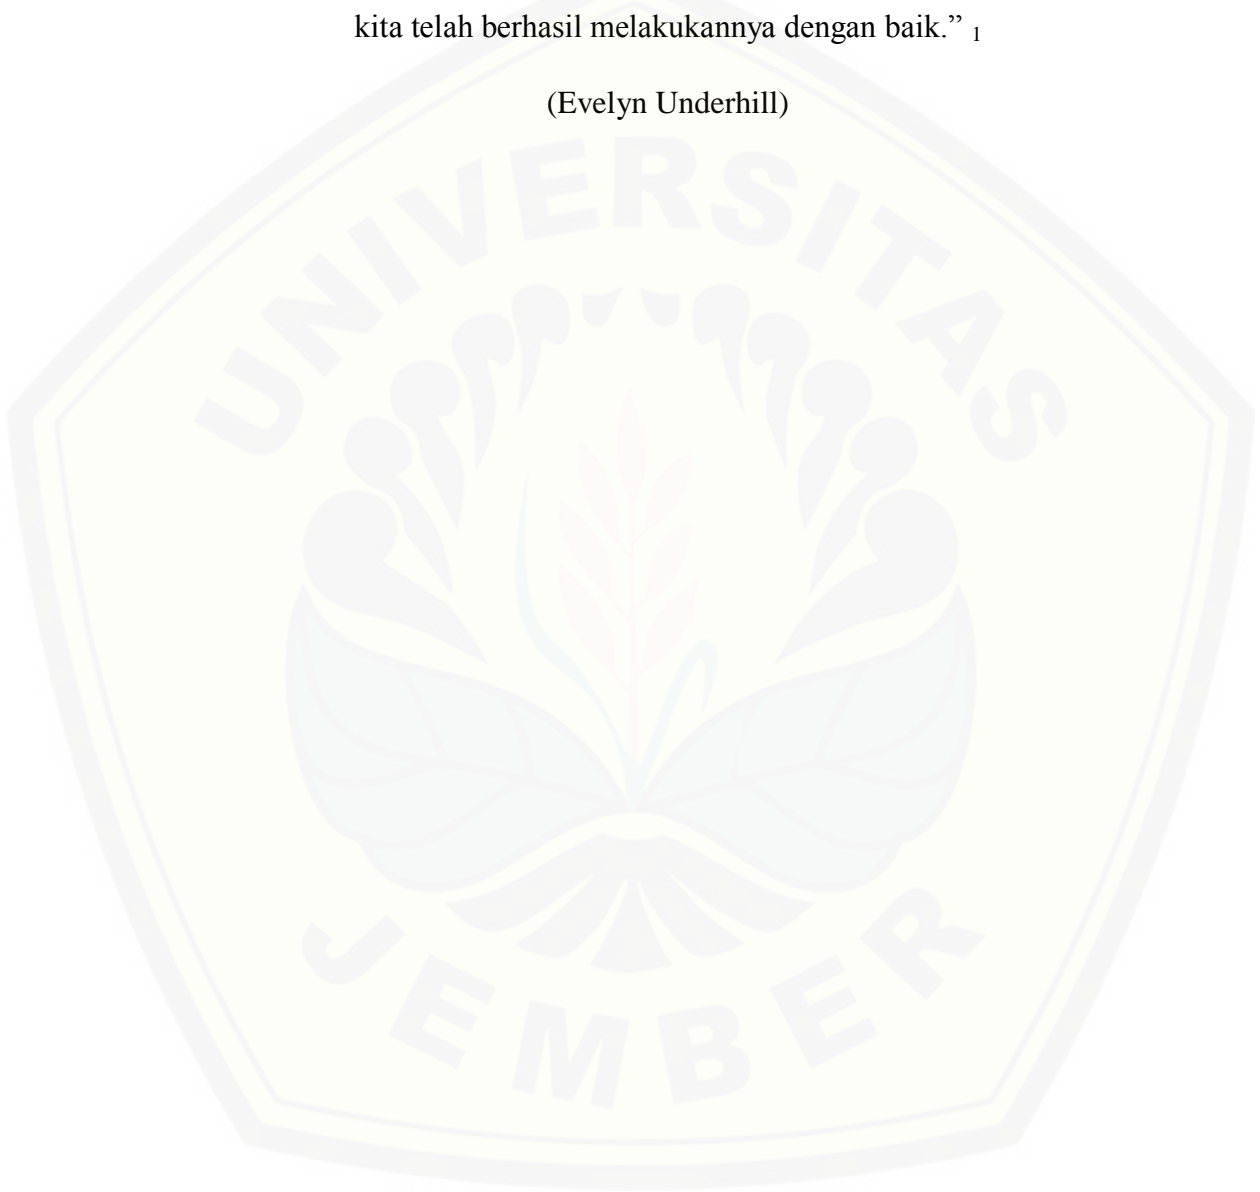 kita telah berhasil melakukannya dengan baik.” 1
(Evelyn Underhill)
UNIVERSITAS
JEMBER